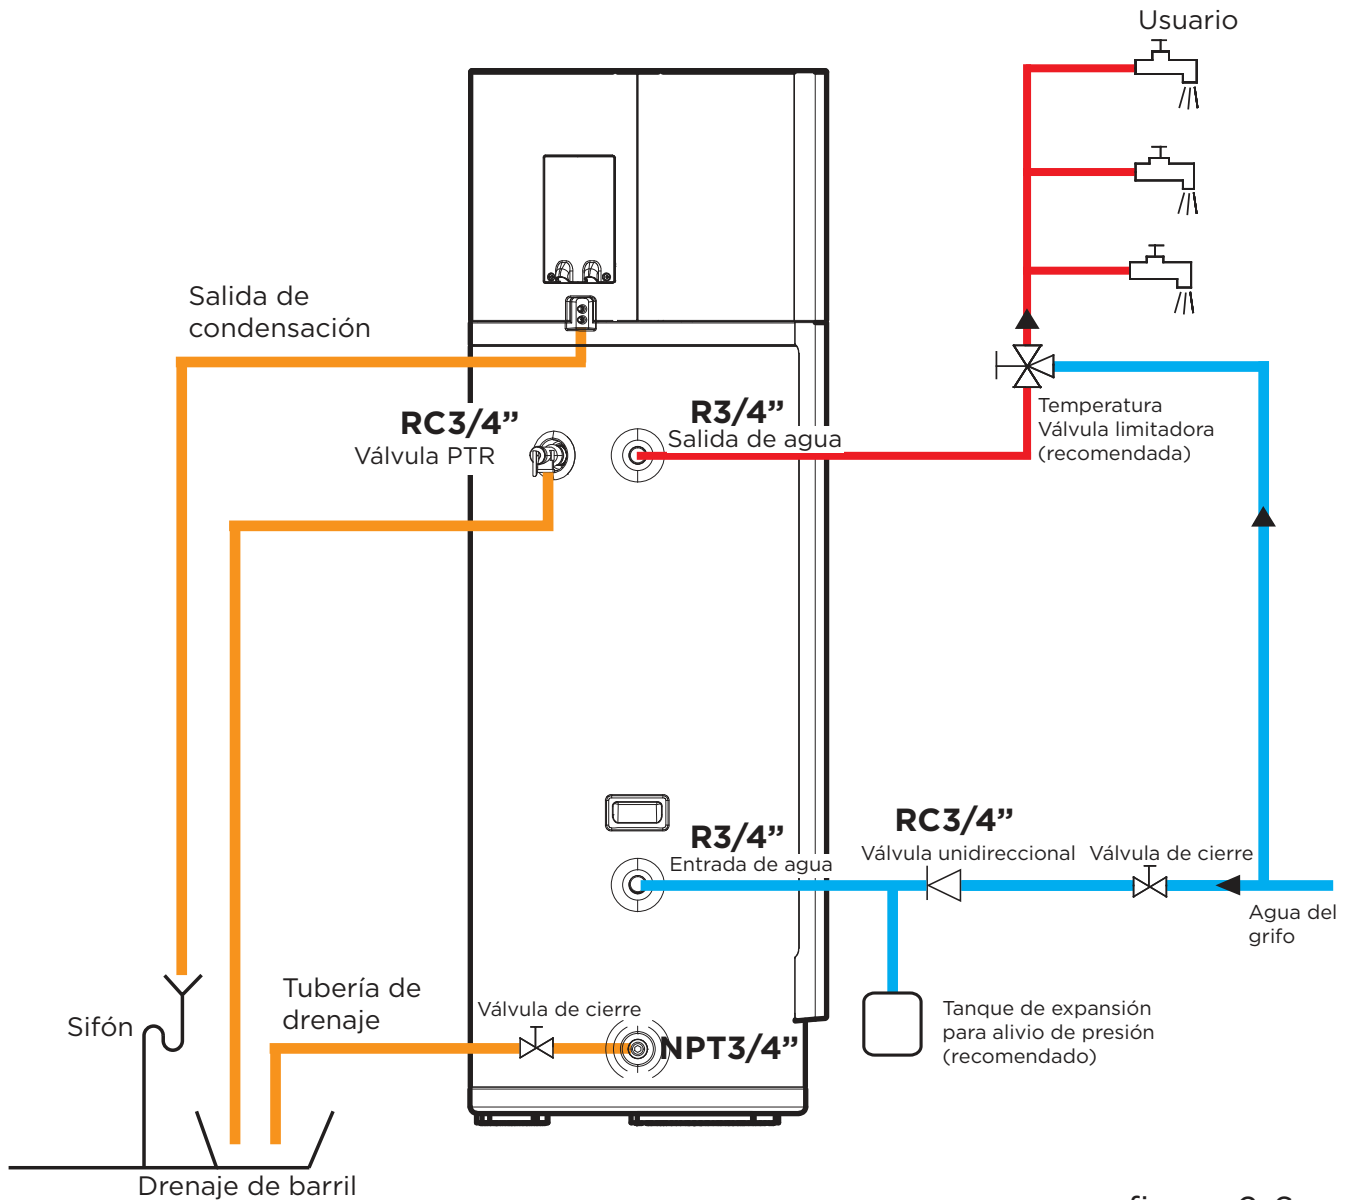 Usuario
Salida de
condensación
RC3/4”
Válvula PTR
R3/4”
Salida de agua
Temperatura
Válvula limitadora
(recomendada)
R3/4”
Entrada de agua
RC3/4”
Válvula unidireccional
Válvula de cierre
Agua del
grifo
Tubería de
drenaje
Válvula de cierre
NPT3/4”
Tanque de expansión
para alivio de presión
(recomendado)
Sifón
Drenaje de barril